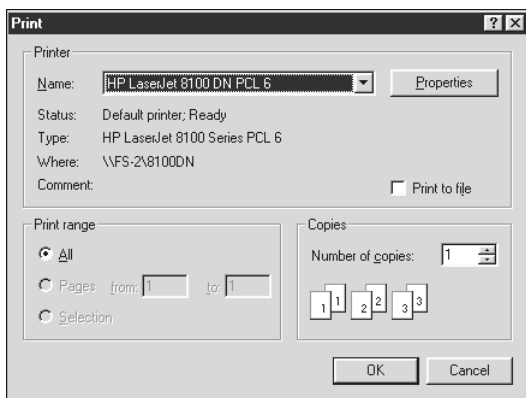 Print
Printer
Name: HP LaserJet 8100 DN PCL 6 Properties
Status: Default printer; Ready
Type: HP LaserJet 8100 Series PCL 6
Where: \\FS-2\8100DN
Comment: Print to file
Print range
All
Pages from: 1 to: 1
Selection
Copies
Number of copies: 1
1 1 2 2 3 3
OK Cancel